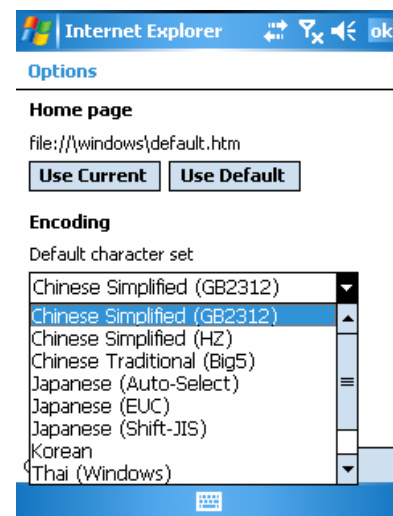 Internet Explorer ok
Options
Home page
file://\windows\default.htm
Use Current Use Default
Encoding
Default character set
Chinese Simplified (GB2312)
Chinese Simplified (GB2312)
Chinese Simplified (HZ)
Chinese Traditional (Big5)
Japanese (Auto-Select)
Japanese (EUC)
Japanese (Shift-JIS)
Korean
Thai (Windows)